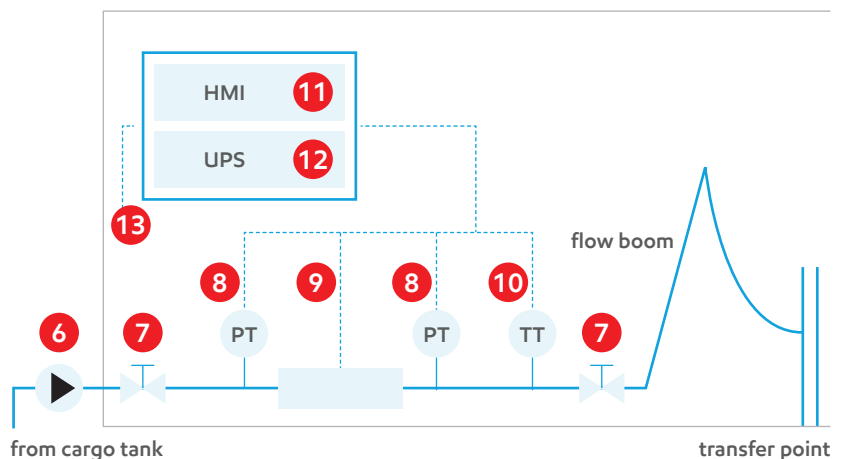 HMI 11
UPS 12
13
flow boom
8 9 8 10
6 7 PT PT TT 7
from cargo tank transfer point